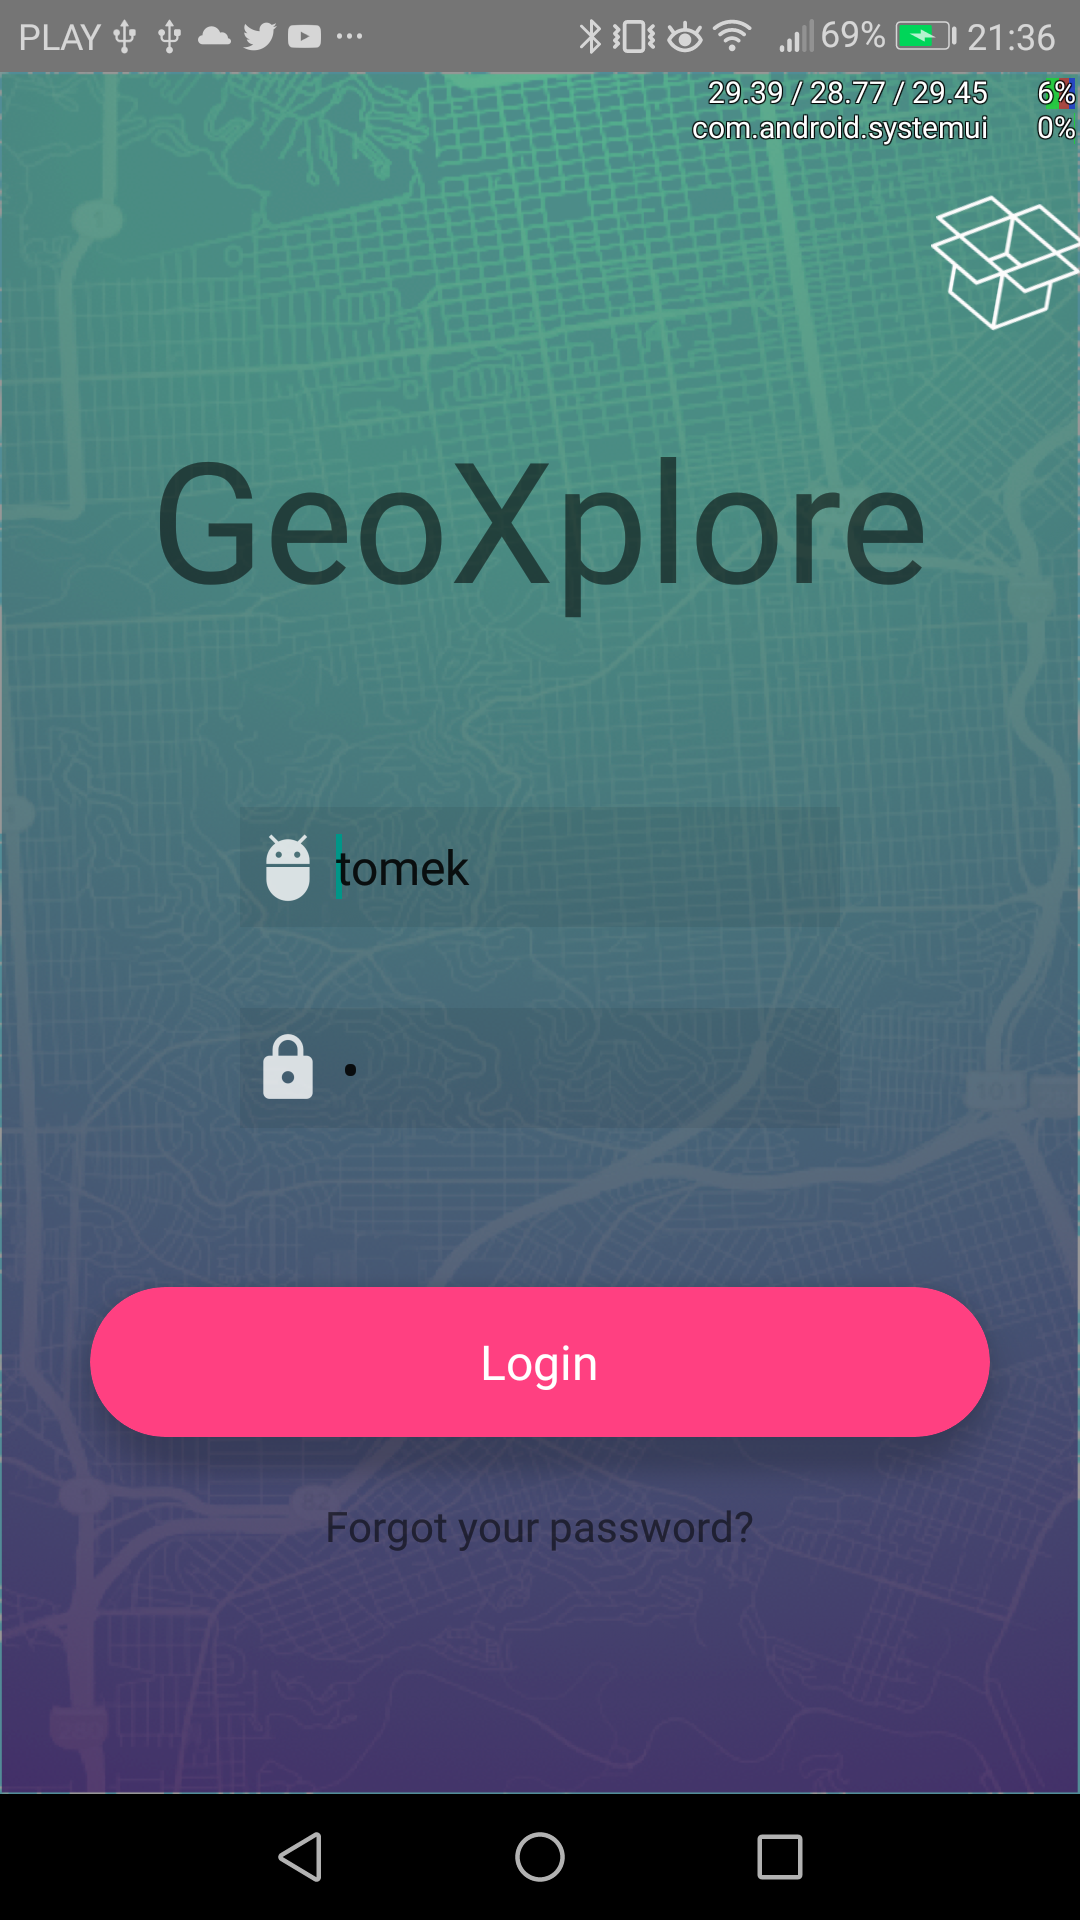 PLAY 69% 21:36
29.39 / 28.77 / 29.45 6%
com.android.systemui 0%
GeoXplore
tomek
Login
Forgot your password?